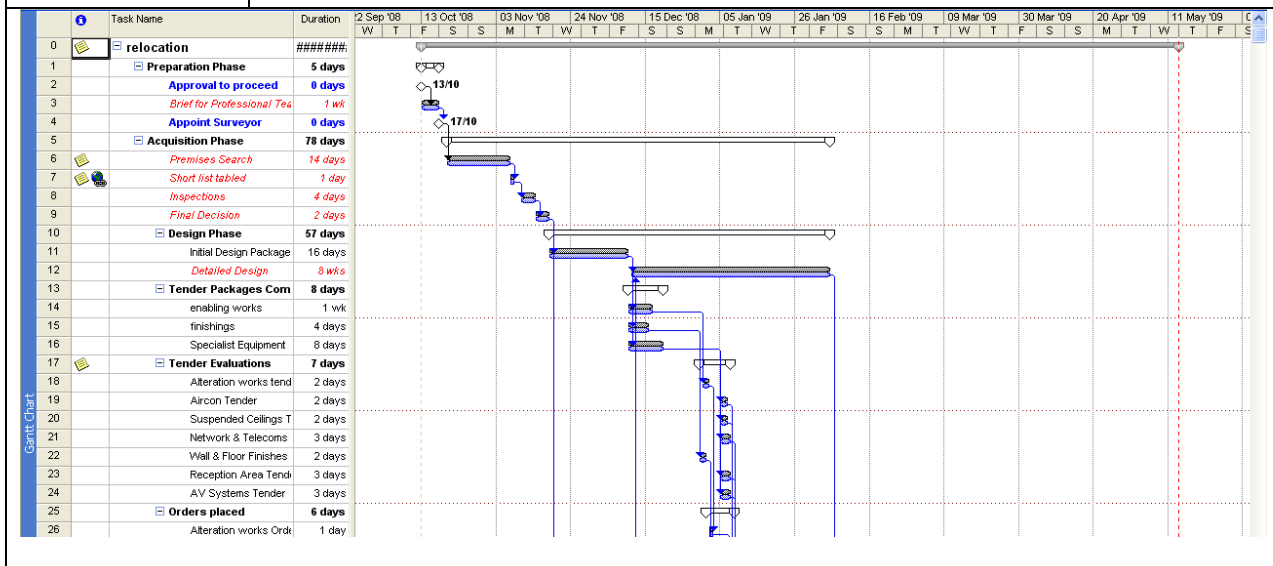 Task Name Duration 22 Sep '08 13 Oct '08 03 Nov '08 24 Nov '08 15 Dec '08 05 Jan '09 26 Jan '09 16 Feb '09 09 Mar '09 30 Mar '09 20 Apr '09 11 May '09
W T F S S M T W T F S S M T W T F S S M T W T F S S M T W T F S
0 relocation ########
1 Preparation Phase 5 days
2 Approval to proceed 0 days 13/10
3 Brief for Professional Tea 1 wk
4 Appoint Surveyor 0 days 17/10
5 Acquisition Phase 78 days
6 Premises Search 14 days
7 Short list tabled 1 day
8 Inspections 4 days
9 Final Decision 2 days
10 Design Phase 57 days
11 Initial Design Package 16 days
12 Detailed Design 8 wks
13 Tender Packages Com 8 days
14 enabling works 1 wk
15 finishings 4 days
16 Specialist Equipment 8 days
17 Tender Evaluations 7 days
18 Alteration works tend 2 days
19 Aircon Tender 2 days
20 Suspended Ceilings T 2 days
21 Network & Telecoms 3 days
22 Wall & Floor Finishes 2 days
23 Reception Area Tende 3 days
24 AV Systems Tender 3 days
25 Orders placed 6 days
26 Alteration works Orde 1 day
Gantt Chart